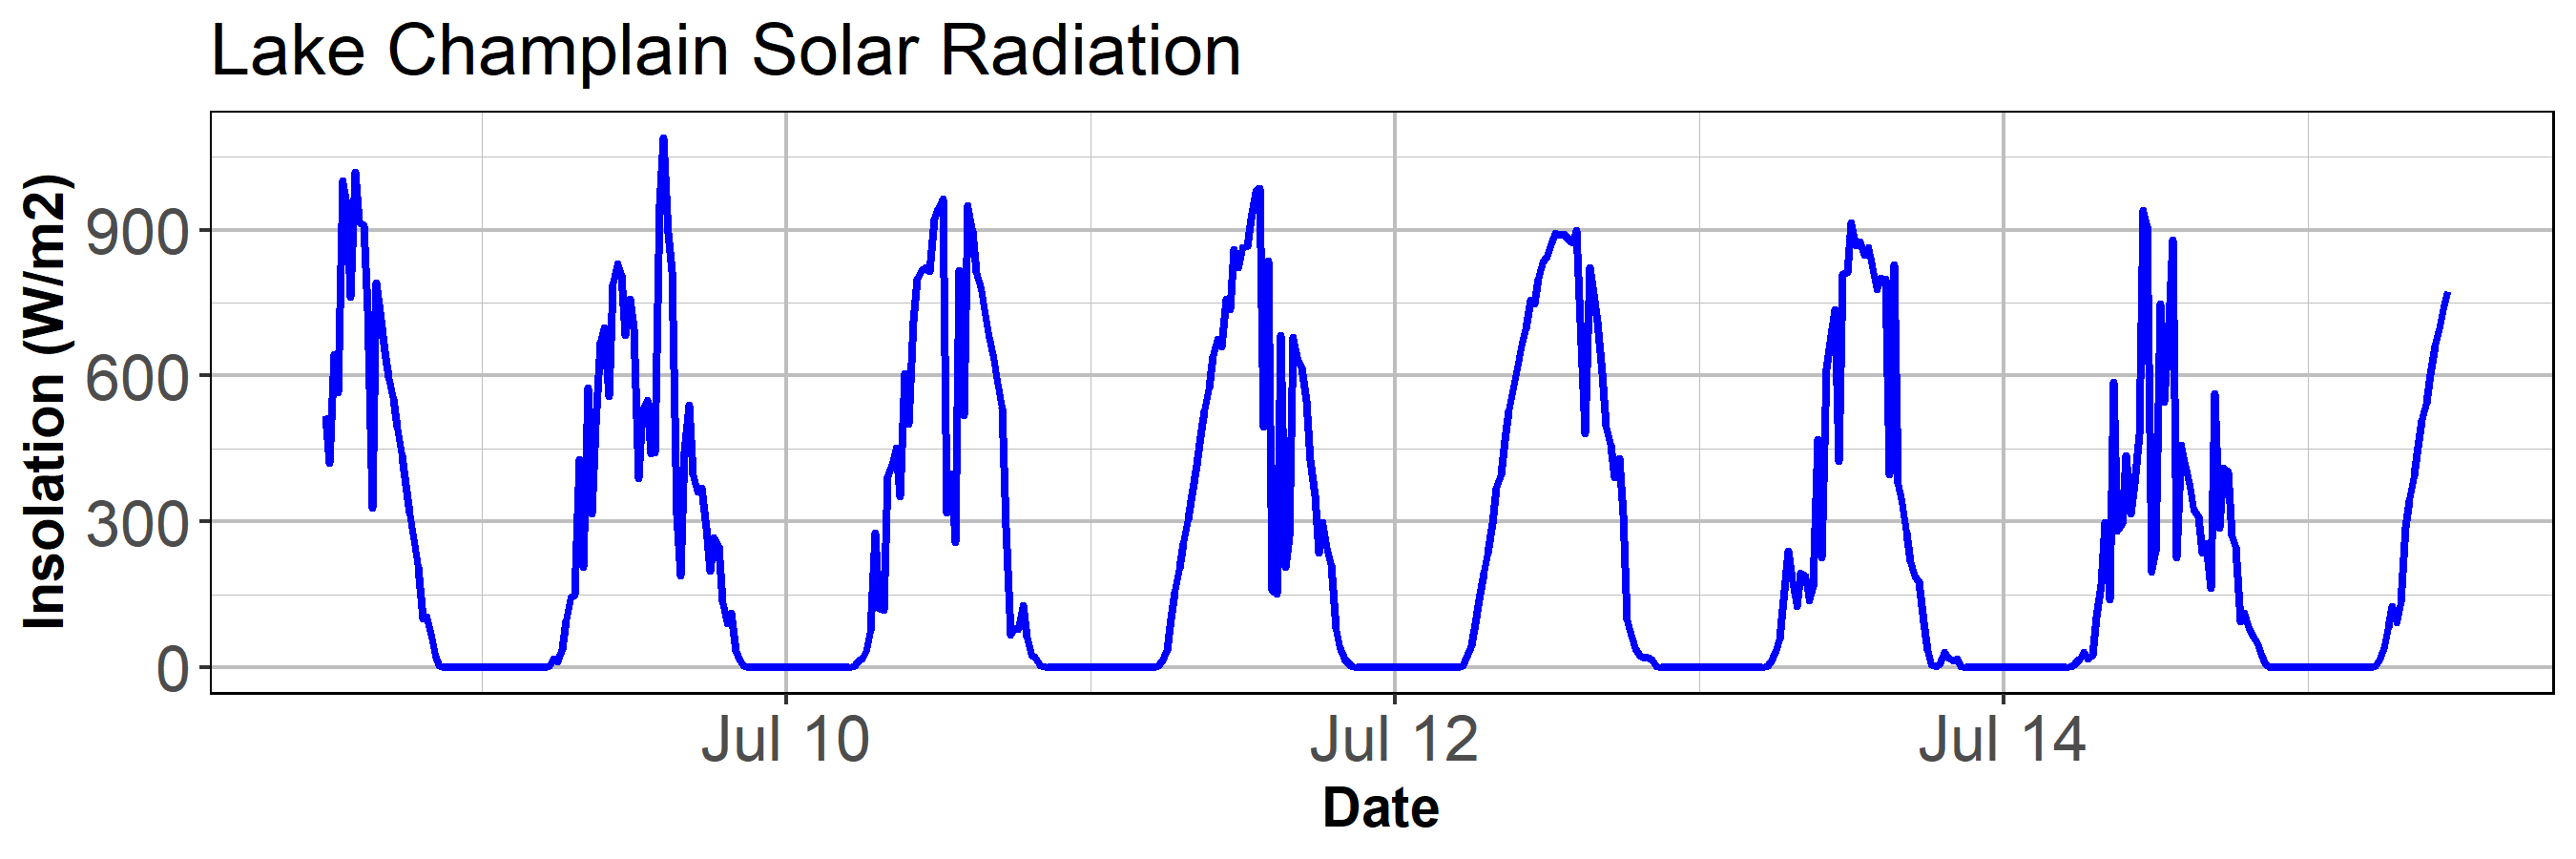 Lake Champlain Solar Radiation
Insolation (W/m2)
900
600
300
0
Jul 10 Jul 12 Jul 14
Date